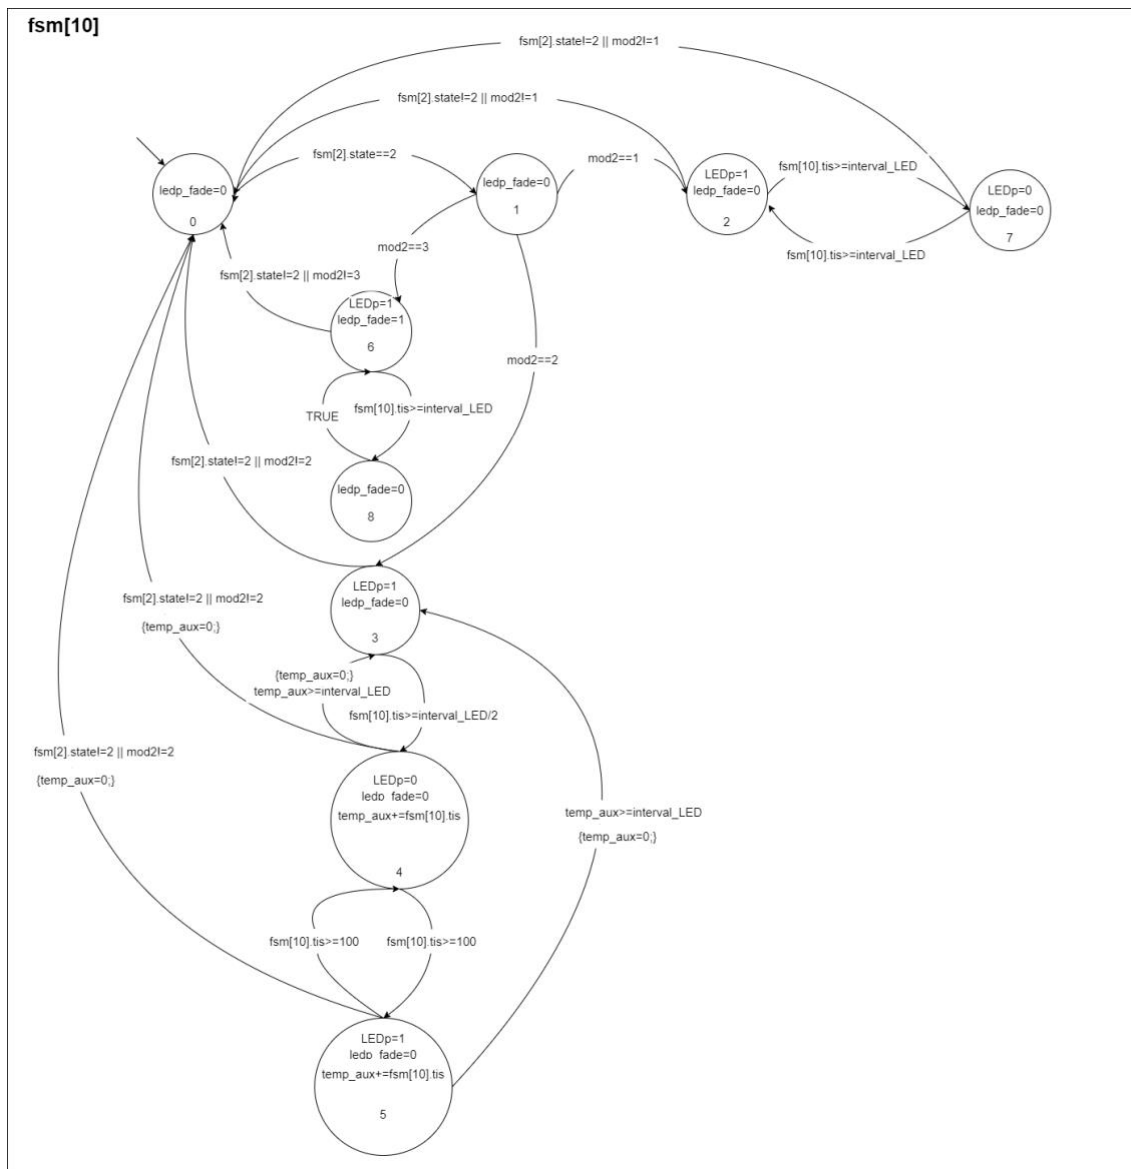 fsm[10]
fsm[2].state!=2 || mod2!=1
fsm[2].state!=2 || mod2!=1
fsm[2].state==2
mod2==1
fsm[10].tis>=interval_LED
ledp_fade=0
0
ledp_fade=0
1
LEDp=1
ledp_fade=0
2
LEDp=0
ledp_fade=0
7
mod2==3
fsm[10].tis>=interval_LED
fsm[2].state!=2 || mod2!=3
LEDp=1
ledp_fade=1
6
mod2==2
TRUE
fsm[10].tis>=interval_LED
fsm[2].state!=2 || mod2!=2
ledp_fade=0
8
LEDp=1
ledp_fade=0
3
fsm[2].state!=2 || mod2!=2
{temp_aux=0;}
{temp_aux=0;}
temp_aux>=interval_LED
fsm[10].tis>=interval_LED/2
fsm[2].state!=2 || mod2!=2
{temp_aux=0;}
LEDp=0
ledp_fade=0
temp_aux+=fsm[10].tis
4
temp_aux>=interval_LED
{temp_aux=0;}
fsm[10].tis>=100
fsm[10].tis>=100
LEDp=1
ledp_fade=0
temp_aux+=fsm[10].tis
5